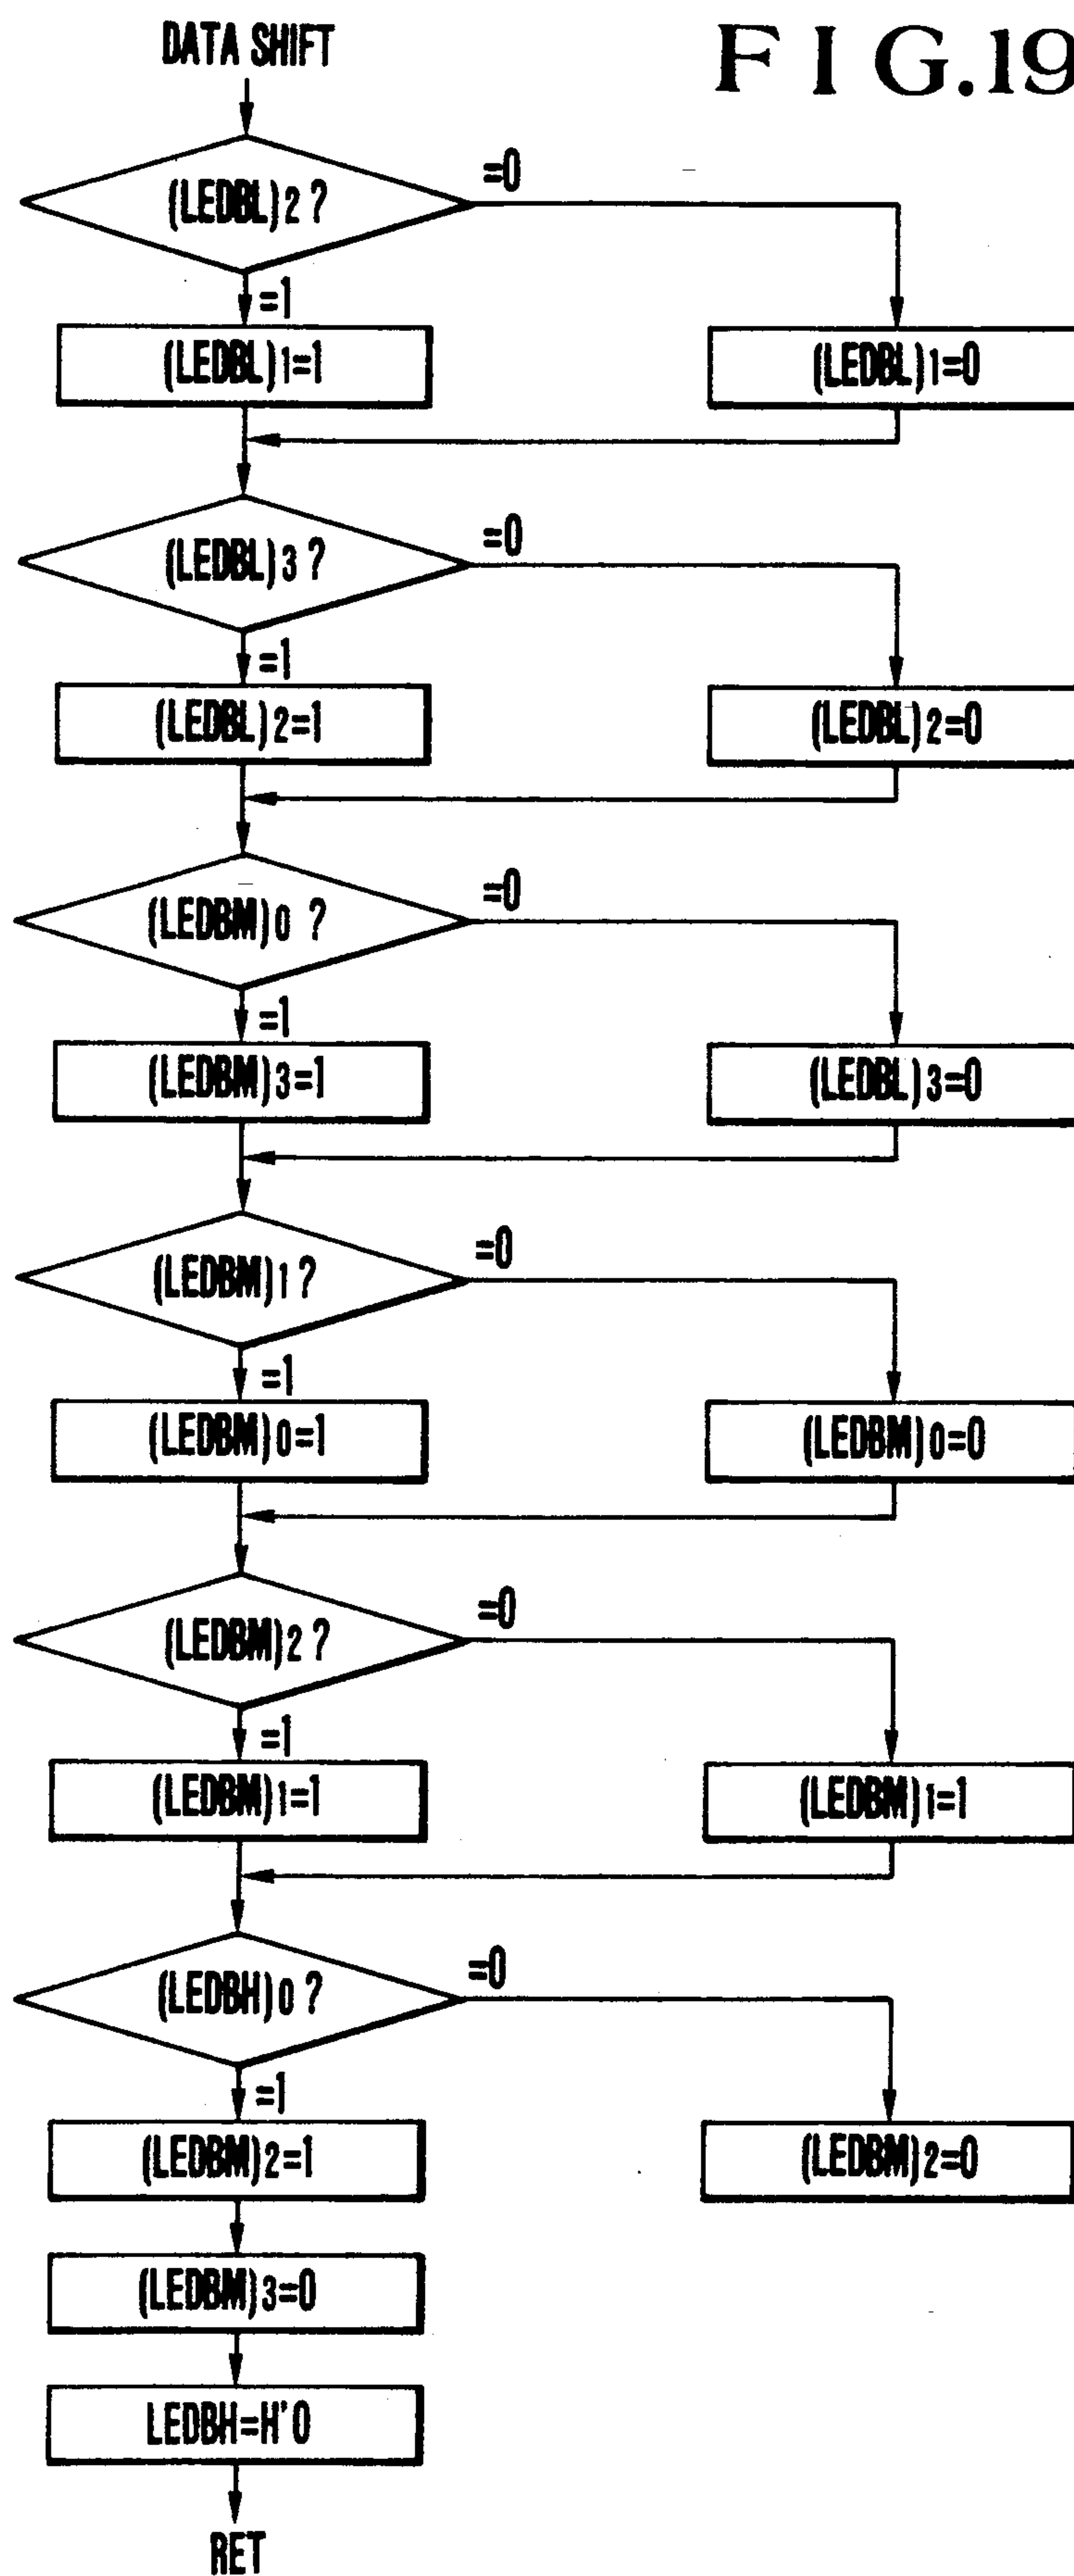 DATA SHIFT
FIG.19
(LEDBL)2 ?
=0
=1
(LEDBL)1=1
(LEDBL)1=0
(LEDBL)3 ?
=0
=1
(LEDBL)2=1
(LEDBL)2=0
(LEDBM)0 ?
=0
=1
(LEDBM)3=1
(LEDBL)3=0
(LEDBM)1 ?
=0
=1
(LEDBM)0=1
(LEDBM)0=0
(LEDBM)2 ?
=0
=1
(LEDBM)1=1
(LEDBM)1=1
(LEDBH)0 ?
=0
=1
(LEDBM)2=1
(LEDBM)2=0
(LEDBM)3=0
LEDBH=H'0
RET